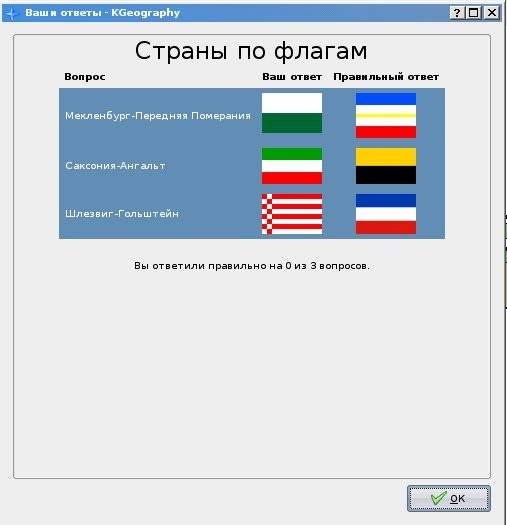 Ваши ответы - KGeography
Страны по флагам
Вопрос Ваш ответ Правильный ответ
Мекленбург-Передняя Померания
Саксония-Ангальт
Шлезвиг-Гольштейн
Вы ответили правильно на 0 из 3 вопросов.
ОК